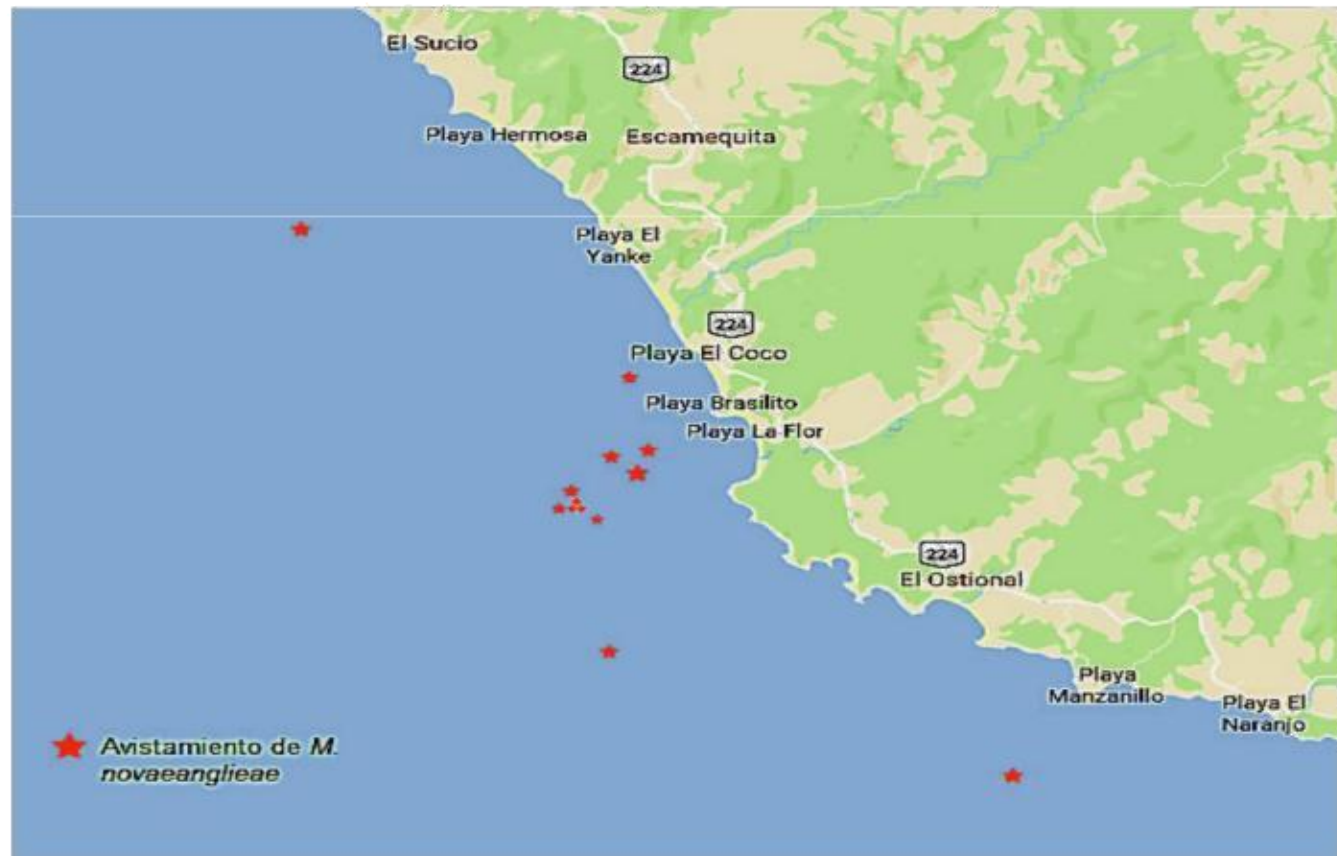 El Sucio
224
Playa Hermosa
Escamequita
Playa El
Yanke
224
Playa El Coco
Playa Brasilito
Playa La Flor
224
El Ostional
Playa
Manzanillo
Playa El
Naranjo
Avistamiento de M.
novaeanglieae